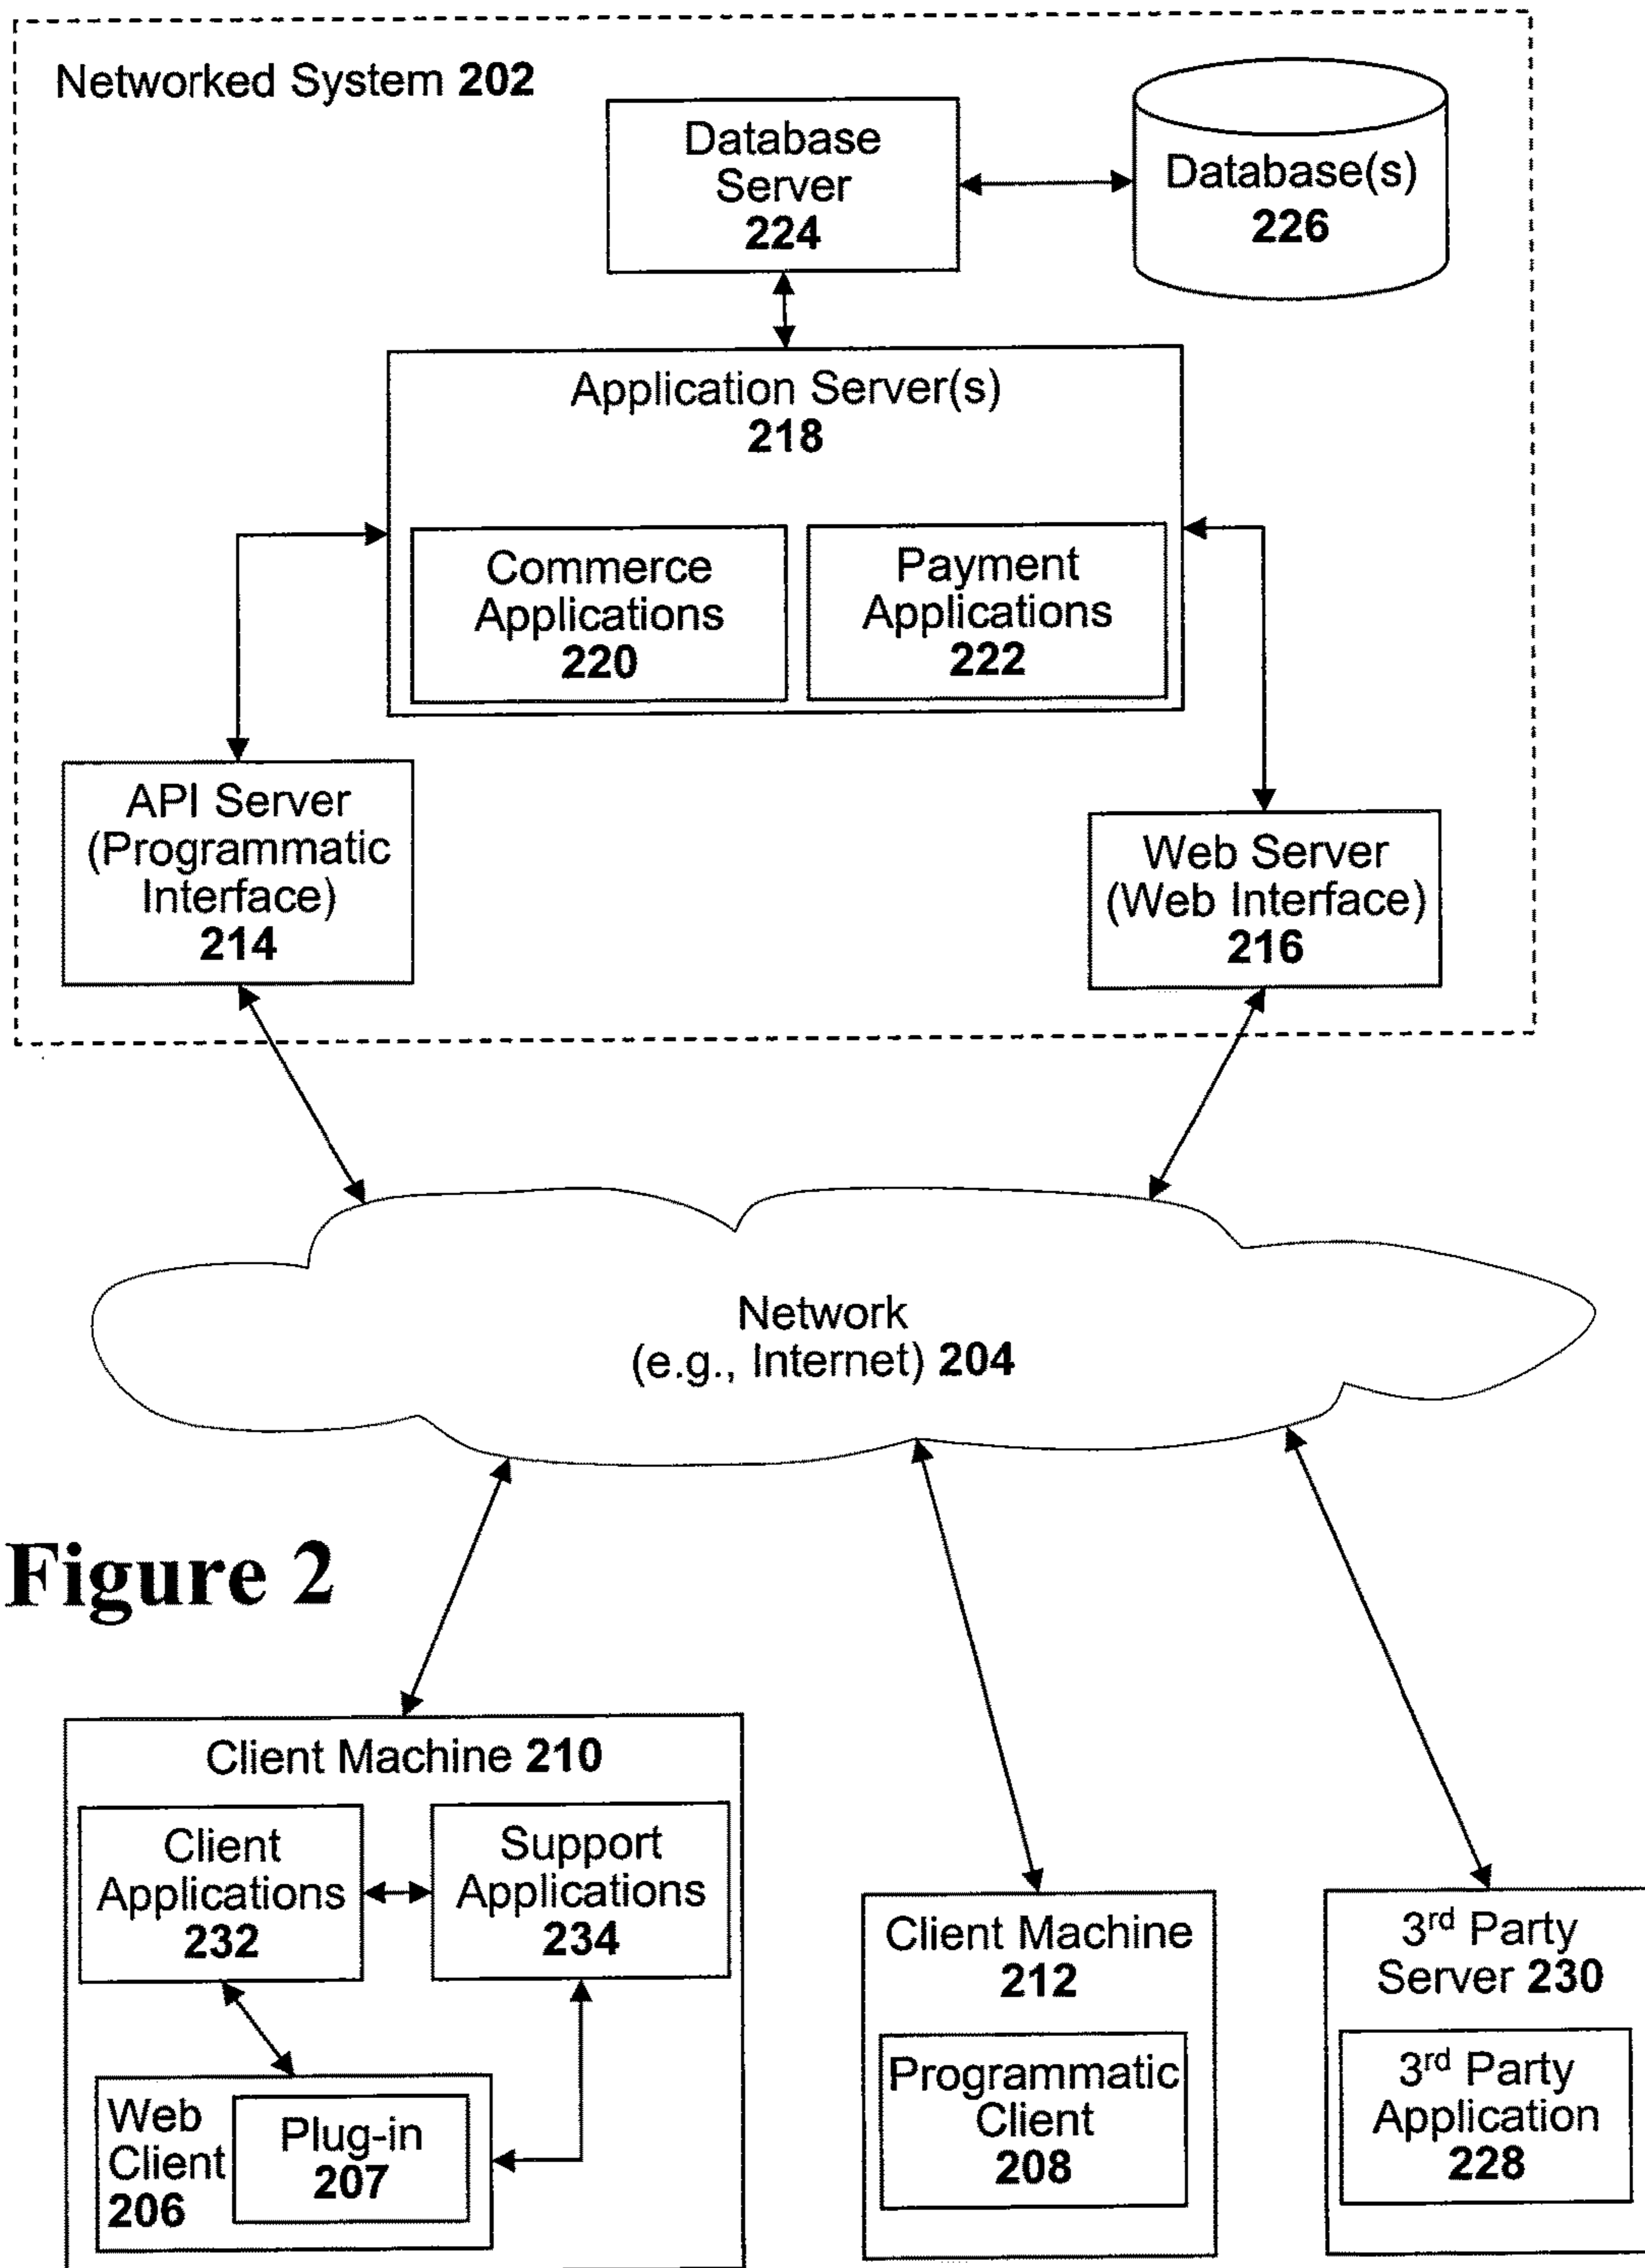 Networked System 202
Database
Server
224
Database(s)
226
Application Server(s)
218
Commerce
Applications
220
Payment
Applications
222
API Server
(Programmatic
Interface)
214
Web Server
(Web Interface)
216
Network
(e.g., Internet) 204
Figure 2
Client Machine 210
Client
Applications
232
Support
Applications
234
Web
Client
206
Plug-in
207
Client Machine
212
Programmatic
Client
208
3rd Party
Server 230
3rd Party
Application
228